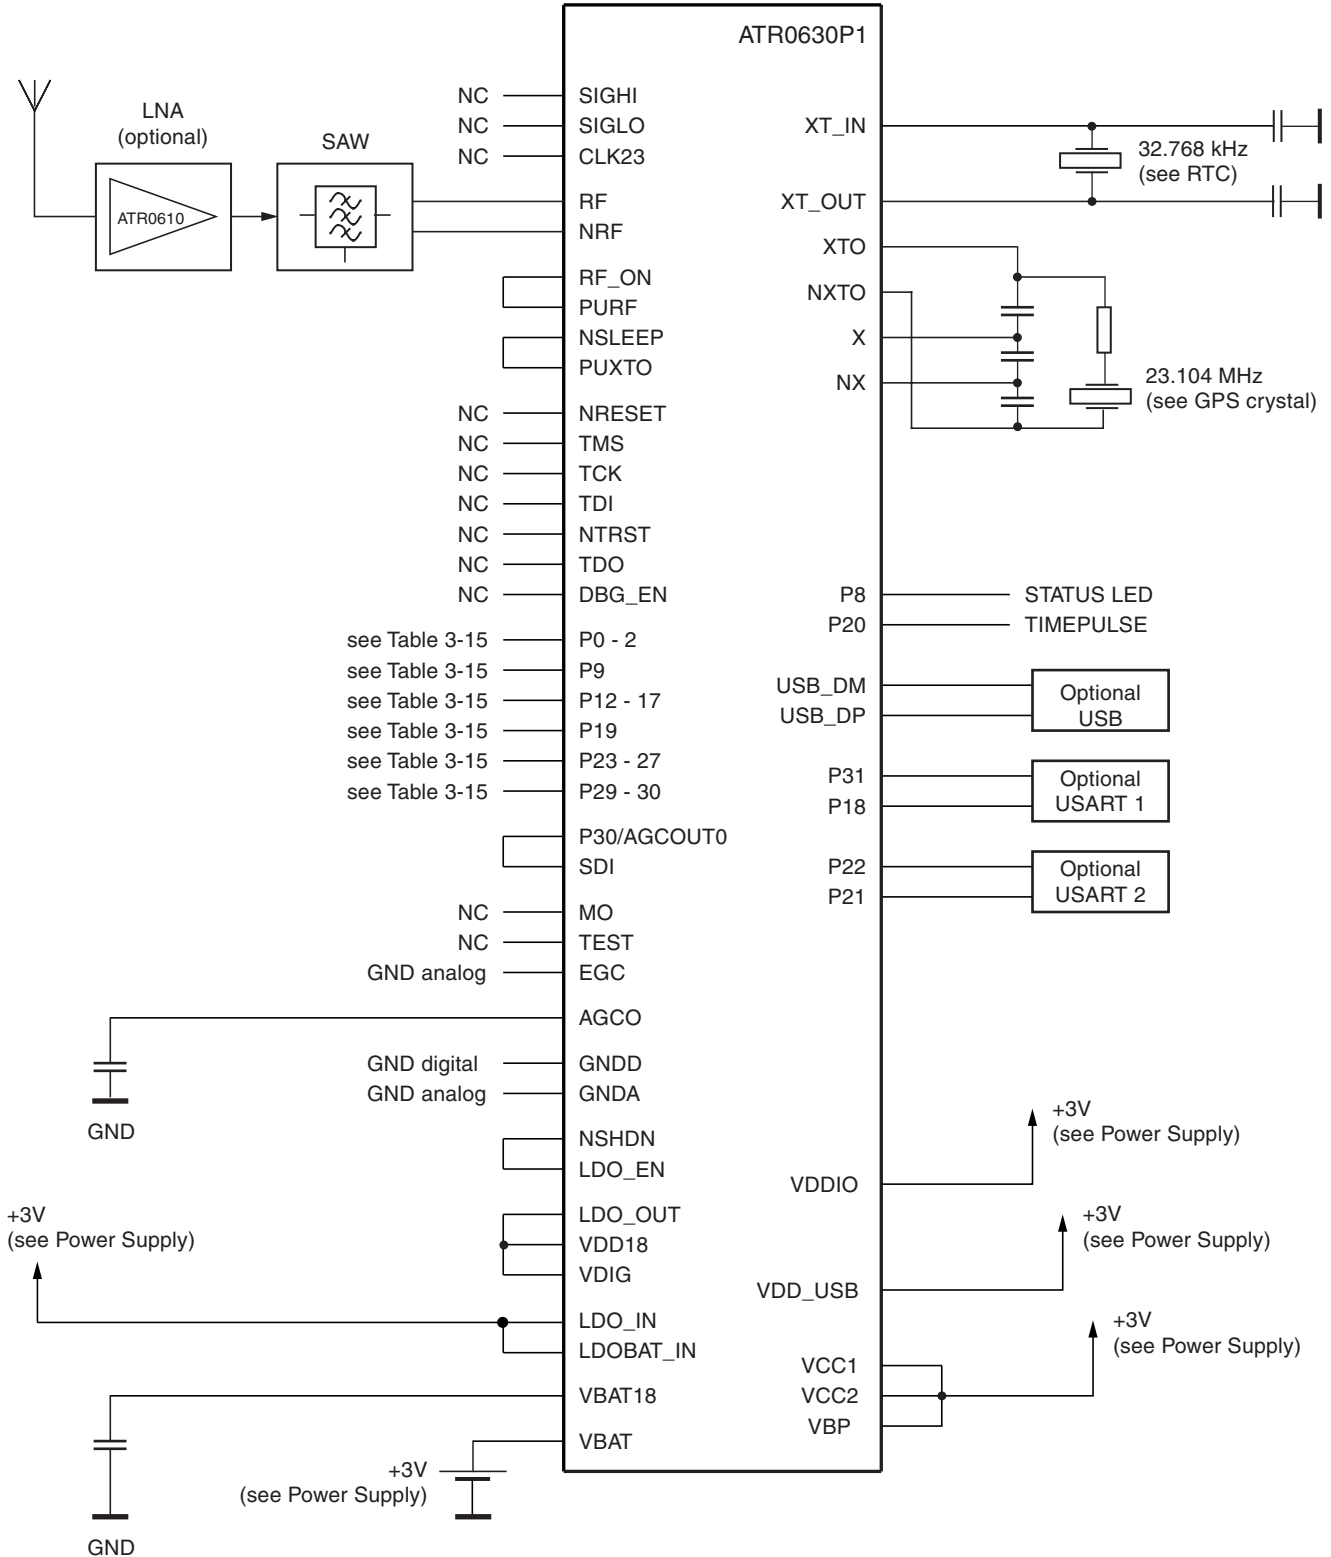 ATR0630P1
LNA
(optional)
SAW
ATR0610
NC SIGHI
NC SIGLO
NC CLK23
RF
NRF
RF_ON
PURF
NSLEEP
PUXTO
NC NRESET
NC TMS
NC TCK
NC TDI
NC NTRST
NC TDO
NC DBG_EN
see Table 3-15 P0 - 2
see Table 3-15 P9
see Table 3-15 P12 - 17
see Table 3-15 P19
see Table 3-15 P23 - 27
see Table 3-15 P29 - 30
P30/AGCOUT0
SDI
NC MO
NC TEST
GND analog EGC
AGCO
GND
GND digital GNDD
GND analog GNDA
NSHDN
LDO_EN
LDO_OUT
VDD18
VDIG
+3V
(see Power Supply)
LDO_IN
LDOBAT_IN
VBAT18
GND
VBAT
+3V
(see Power Supply)
XT_IN
32.768 kHz
(see RTC)
XT_OUT
XTO
NXTO
X
NX
23.104 MHz
(see GPS crystal)
P8 STATUS LED
P20 TIMEPULSE
USB_DM
USB_DP
Optional
USB
P31
P18
Optional
USART 1
P22
P21
Optional
USART 2
+3V
(see Power Supply)
VDDIO
+3V
(see Power Supply)
VDD_USB
+3V
(see Power Supply)
VCC1
VCC2
VBP